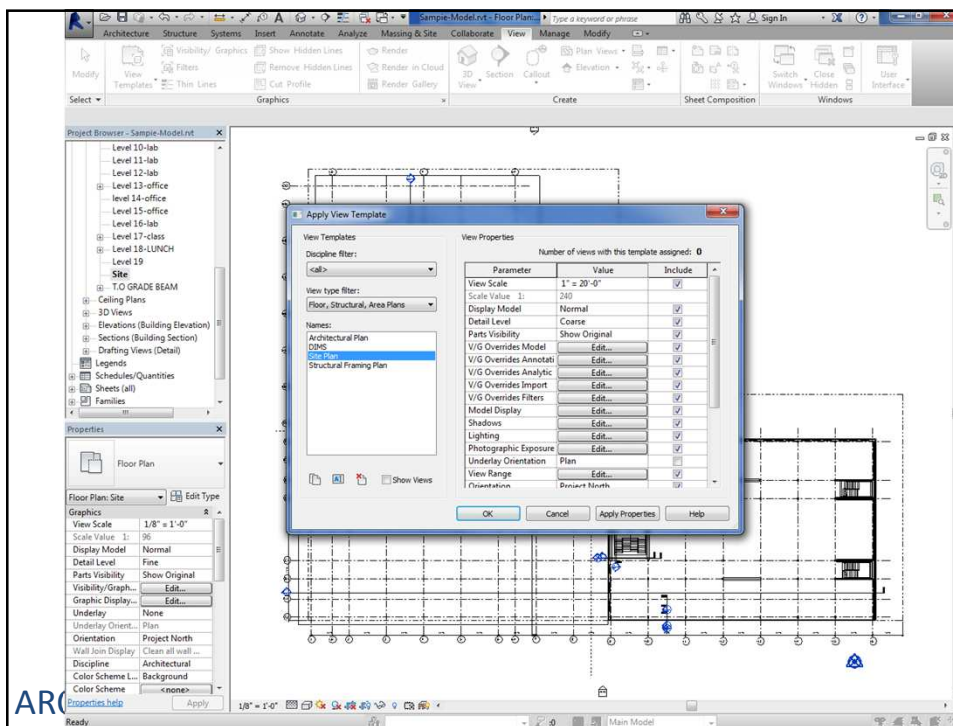 Sample-Model.rvt - Floor Plan:...
Type a keyword or phrase
Sign In
Architecture Structure Systems Insert Annotate Analyze Massing & Site Collaborate View Manage Modify
Modify
View Templates
Visibility/ Graphics
Filters
Thin Lines
Show Hidden Lines
Remove Hidden Lines
Cut Profile
Render
Render in Cloud
Render Gallery
3D View
Section
Callout
Plan Views
Elevation
Switch Windows
Close Hidden
User Interface
Select
Graphics
Create
Sheet Composition
Windows
Project Browser - Sample-Model.rvt
Level 10-lab
Level 11-lab
Level 12-lab
Level 13-office
level 14-office
Level 15-office
Level 16-lab
Level 17-class
Level 18-LUNCH
Level 19
Site
T.O GRADE BEAM
Ceiling Plans
3D Views
Elevations (Building Elevation)
Sections (Building Section)
Drafting Views (Detail)
Legends
Schedules/Quantities
Sheets (all)
Families
Properties
Floor Plan
Floor Plan: Site
Edit Type
Graphics
View Scale 1/8" = 1'-0"
Scale Value 1: 96
Display Model Normal
Detail Level Fine
Parts Visibility Show Original
Visibility/Graph... Edit...
Graphic Display... Edit...
Underlay None
Underlay Orient... Plan
Orientation Project North
Wall Join Display Clean all wall ...
Discipline Architectural
Color Scheme L... Background
Color Scheme <none>
Properties help
Apply
Apply View Template
View Templates
Discipline filter:
<all>
View type filter:
Floor, Structural, Area Plans
Names:
Architectural Plan
DIMS
Site Plan
Structural Framing Plan
Show Views
View Properties
Number of views with this template assigned: 0
Parameter Value Include
View Scale 1" = 20'-0"
Scale Value 1: 240
Display Model Normal
Detail Level Coarse
Parts Visibility Show Original
V/G Overrides Model Edit...
V/G Overrides Annotati Edit...
V/G Overrides Analytic Edit...
V/G Overrides Import Edit...
V/G Overrides Filters Edit...
Model Display Edit...
Shadows Edit...
Lighting Edit...
Photographic Exposure Edit...
Underlay Orientation Plan
View Range Edit...
Orientation Project North
OK
Cancel
Apply Properties
Help
1/8" = 1'-0"
Ready
:0
Main Model